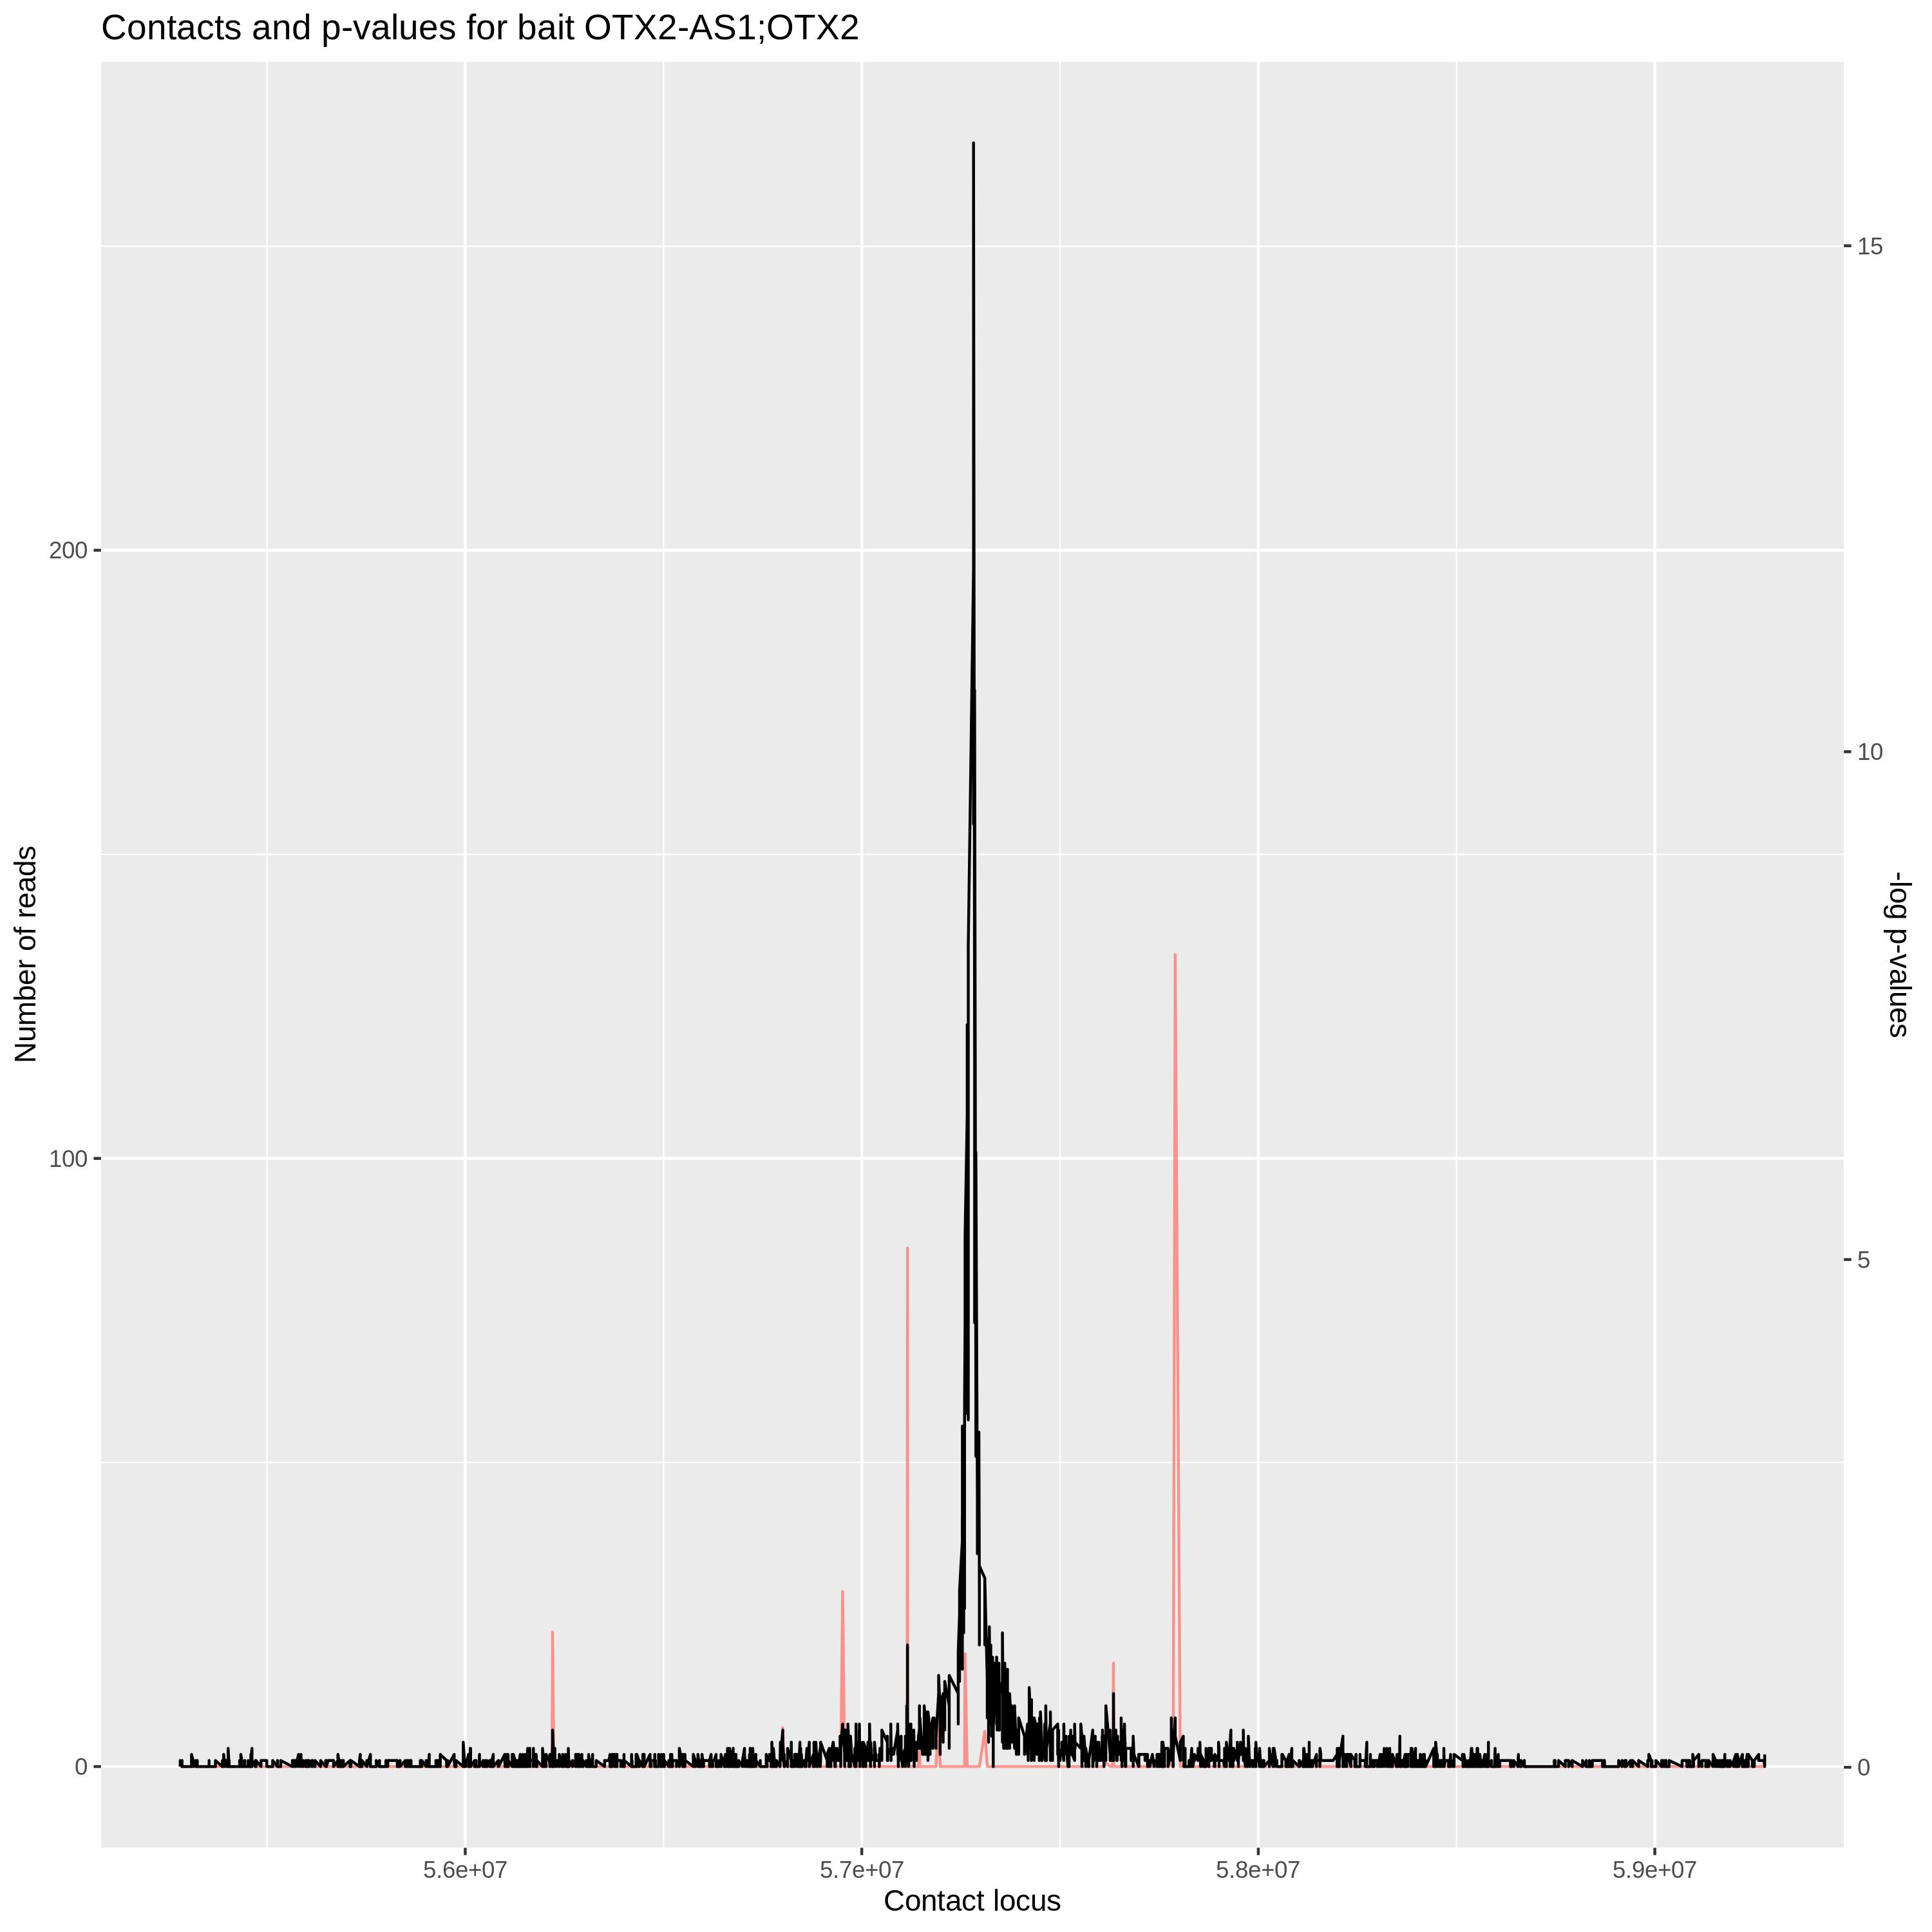 Contacts and p-values for bait OTX2-AS1;OTX2
Number of reads
200
100
0
15
10
5
0
-log p-values
5.6e+07
5.7e+07
5.8e+07
5.9e+07
Contact locus